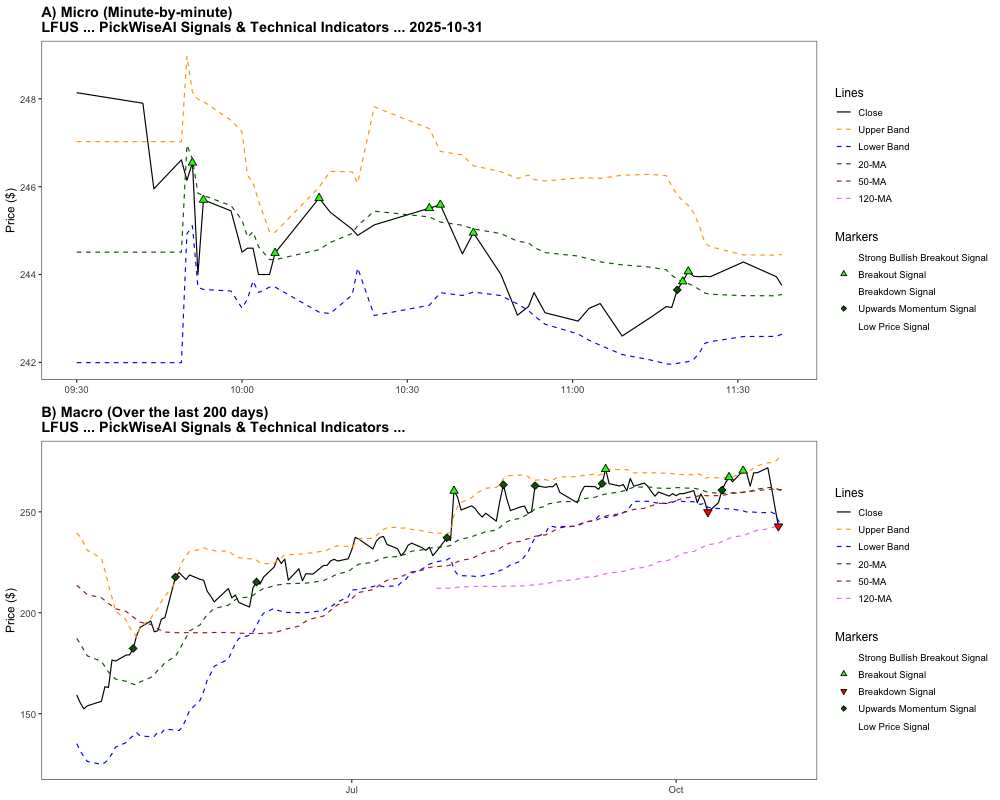 A) Micro (Minute-by-minute)
LFUS ... PickWiseAI Signals & Technical Indicators ... 2025-10-31
Price ($)
248
246
244
242
09:30
10:00
10:30
11:00
11:30
Lines
Close
Upper Band
Lower Band
20-MA
50-MA
120-MA
Markers
Strong Bullish Breakout Signal
Breakout Signal
Breakdown Signal
Upwards Momentum Signal
Low Price Signal
B) Macro (Over the last 200 days)
LFUS ... PickWiseAI Signals & Technical Indicators ...
Price ($)
250
200
150
Jul
Oct
Lines
Close
Upper Band
Lower Band
20-MA
50-MA
120-MA
Markers
Strong Bullish Breakout Signal
Breakout Signal
Breakdown Signal
Upwards Momentum Signal
Low Price Signal